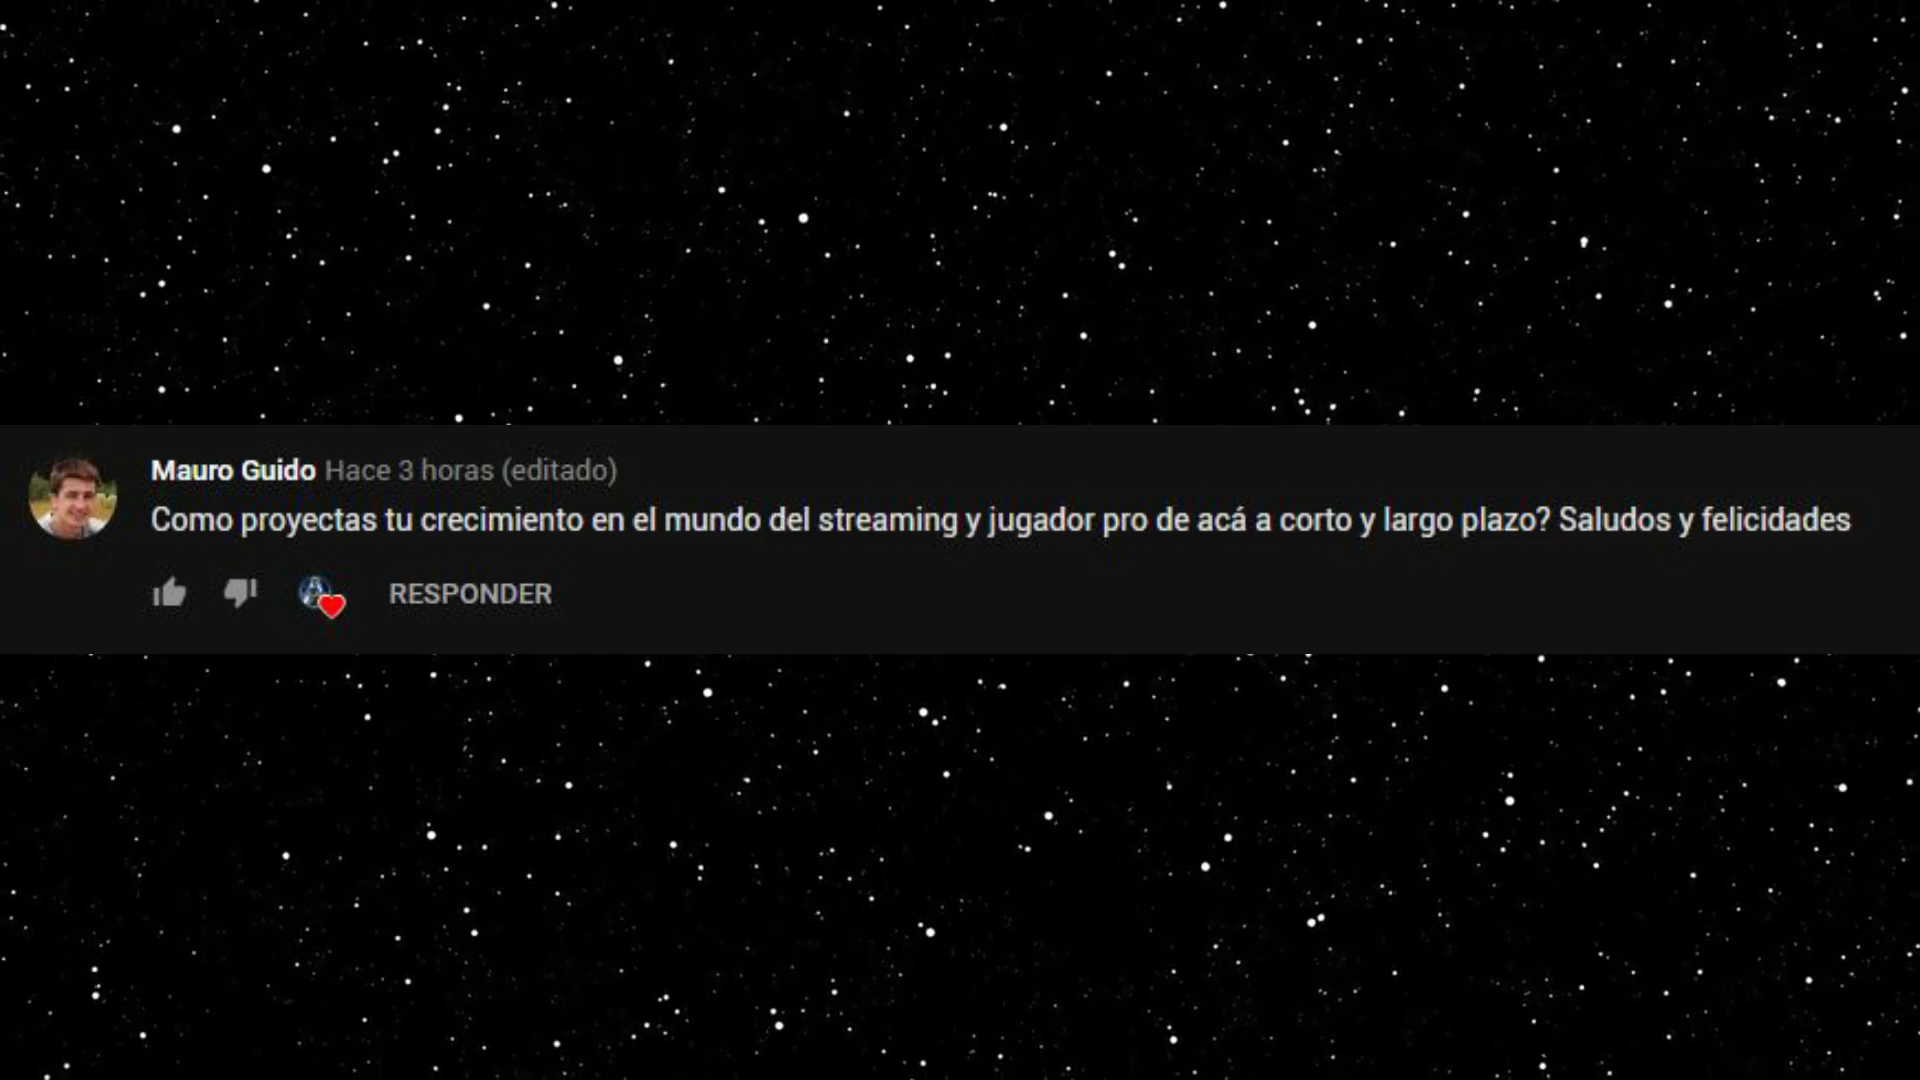 Mauro Guido Hace 3 horas (editado)
Como proyectas tu crecimiento en el mundo del streaming y jugador pro de acá a corto y largo plazo? Saludos y felicidades
RESPONDER